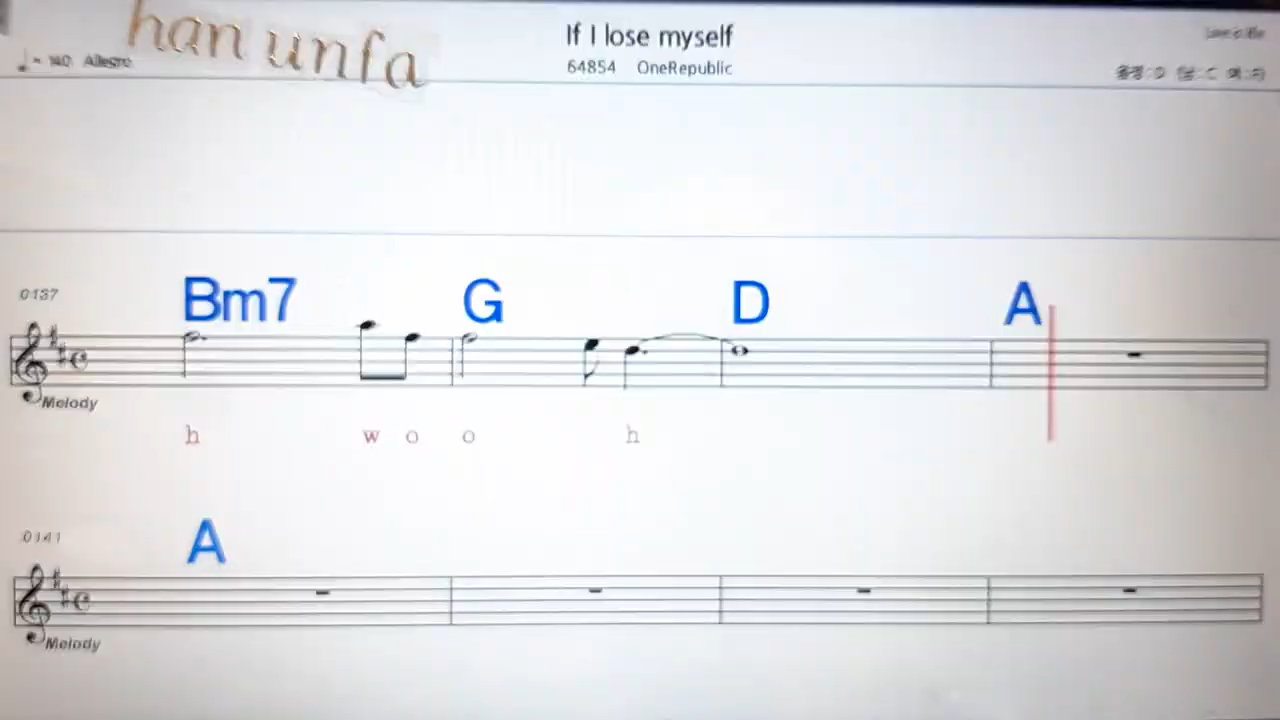 han unfa
If I lose myself
♩= 140 Allegro
64854 OneRepublic
Bm7 G D A
0137
Melody
h w o o h
A
0141
Melody